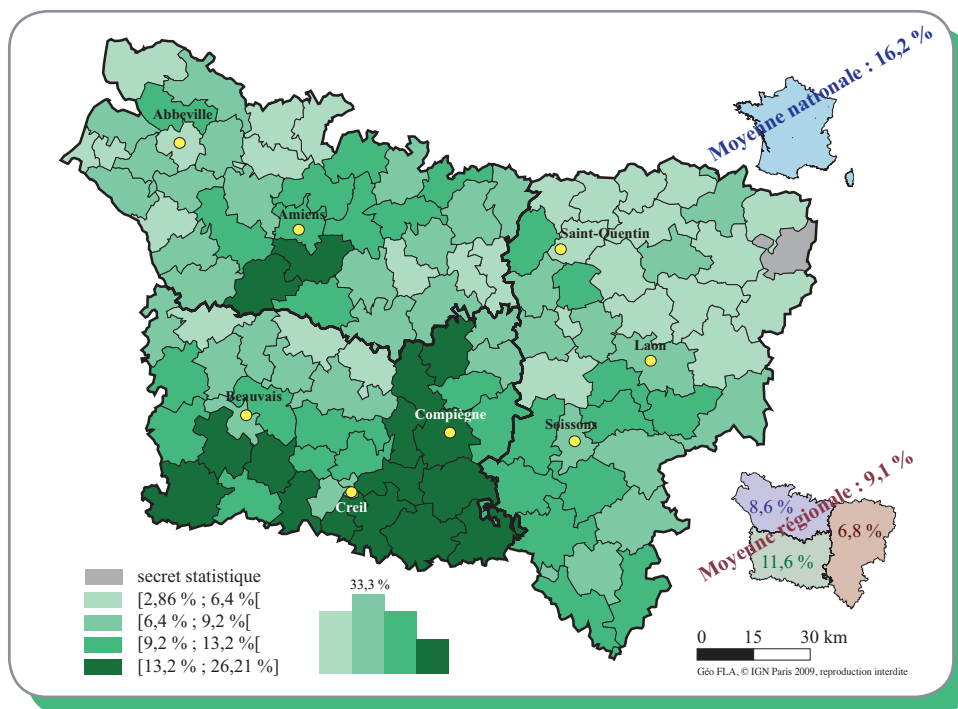 Moyenne nationale : 16,2 %
Abbeville
Amiens
Saint-Quentin
Laon
Beauvais
Compiègne
Soissons
Creil
Moyenne régionale : 9,1 %
8,6 %
6,8 %
11,6 %
secret statistique
[2,86 % ; 6,4 %[
[6,4 % ; 9,2 %[
[9,2 % ; 13,2 %[
[13,2 % ; 26,21 %]
33,3 %
0 15 30 km
Géo FLA, © IGN Paris 2009, reproduction interdite